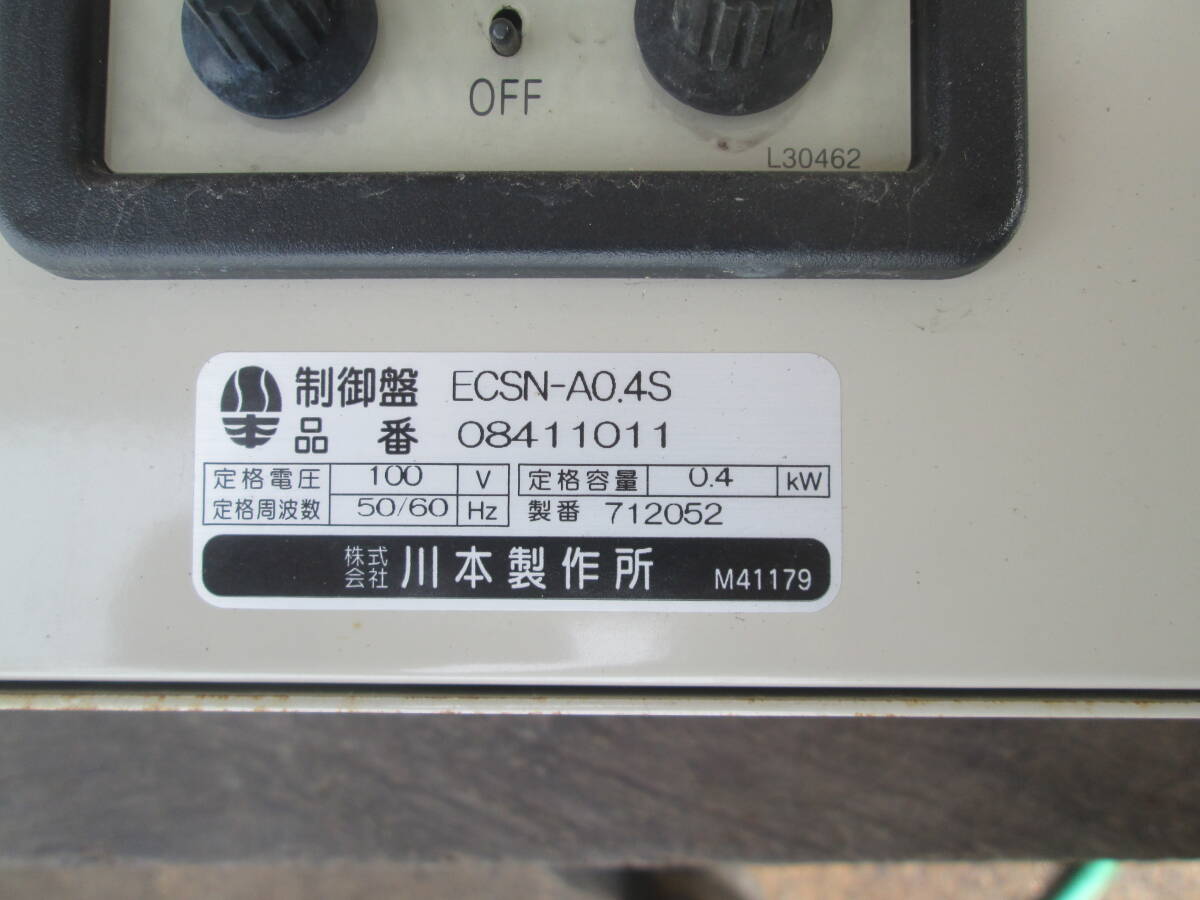 OFF
L30462
制御盤 ECSN-A0.4S
品番 08411011
定格電圧 100 V 定格容量 0.4 kW
定格周波数 50/60 Hz 製番 712052
株式会社 川本製作所 M41179